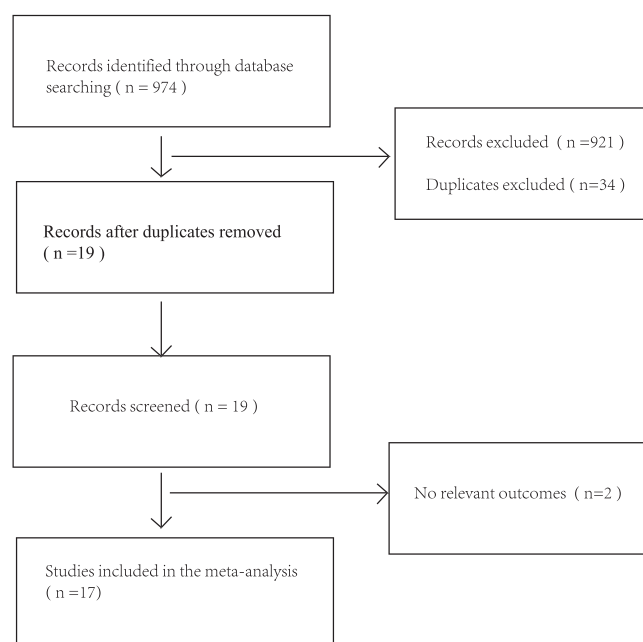 Records identified through database
searching ( n = 974 )
Records excluded ( n =921)
Duplicates excluded ( n=34 )
Records after duplicates removed
( n =19 )
Records screened ( n = 19 )
No relevant outcomes ( n=2 )
Studies included in the meta-analysis
( n =17)